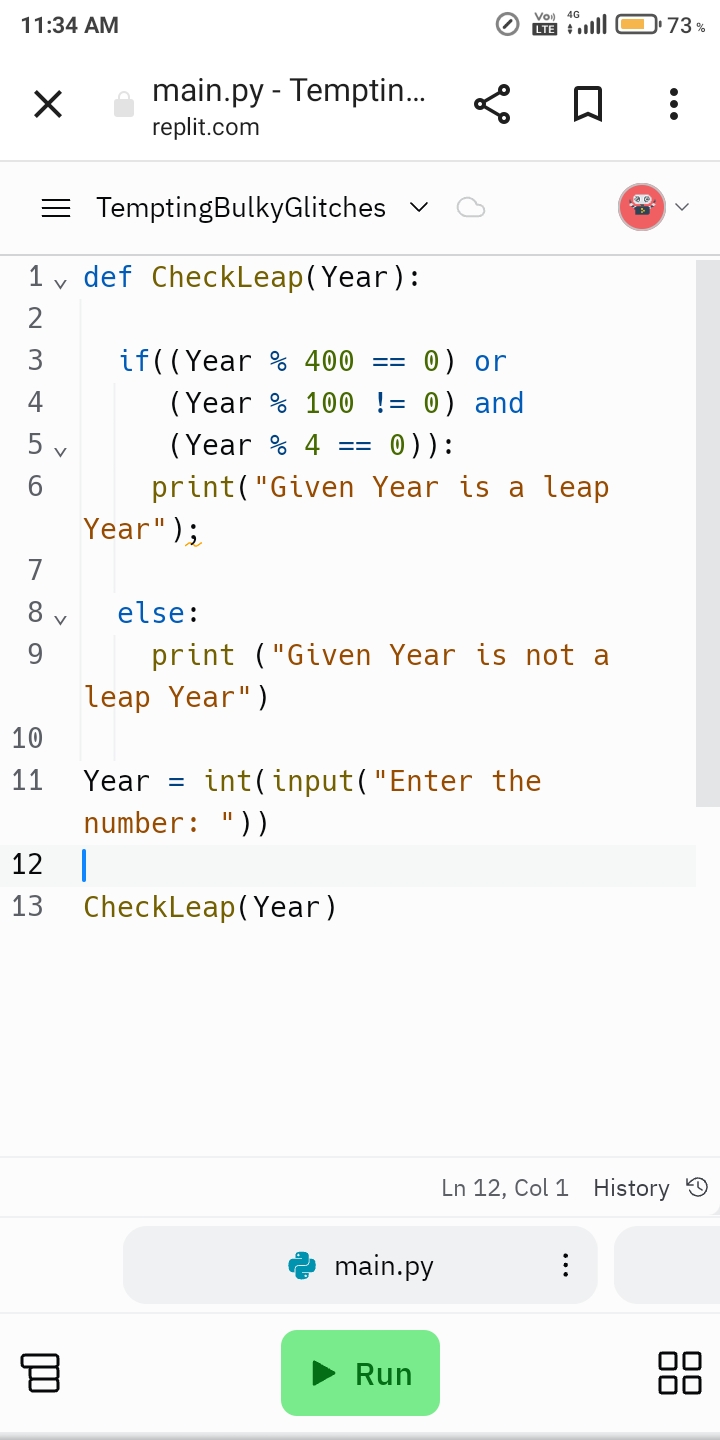 11:34 AM
Vo) LTE 4G 73 %
main.py - Temptin...
replit.com
TemptingBulkyGlitches
1 def CheckLeap(Year):
2
3   if((Year % 400 == 0) or
4      (Year % 100 != 0) and
5      (Year % 4 == 0)):
6     print("Given Year is a leap
Year");
7
8   else:
9     print ("Given Year is not a
leap Year")
10
11 Year = int(input("Enter the
number: "))
12
13 CheckLeap(Year)
Ln 12, Col 1 History
main.py
Run